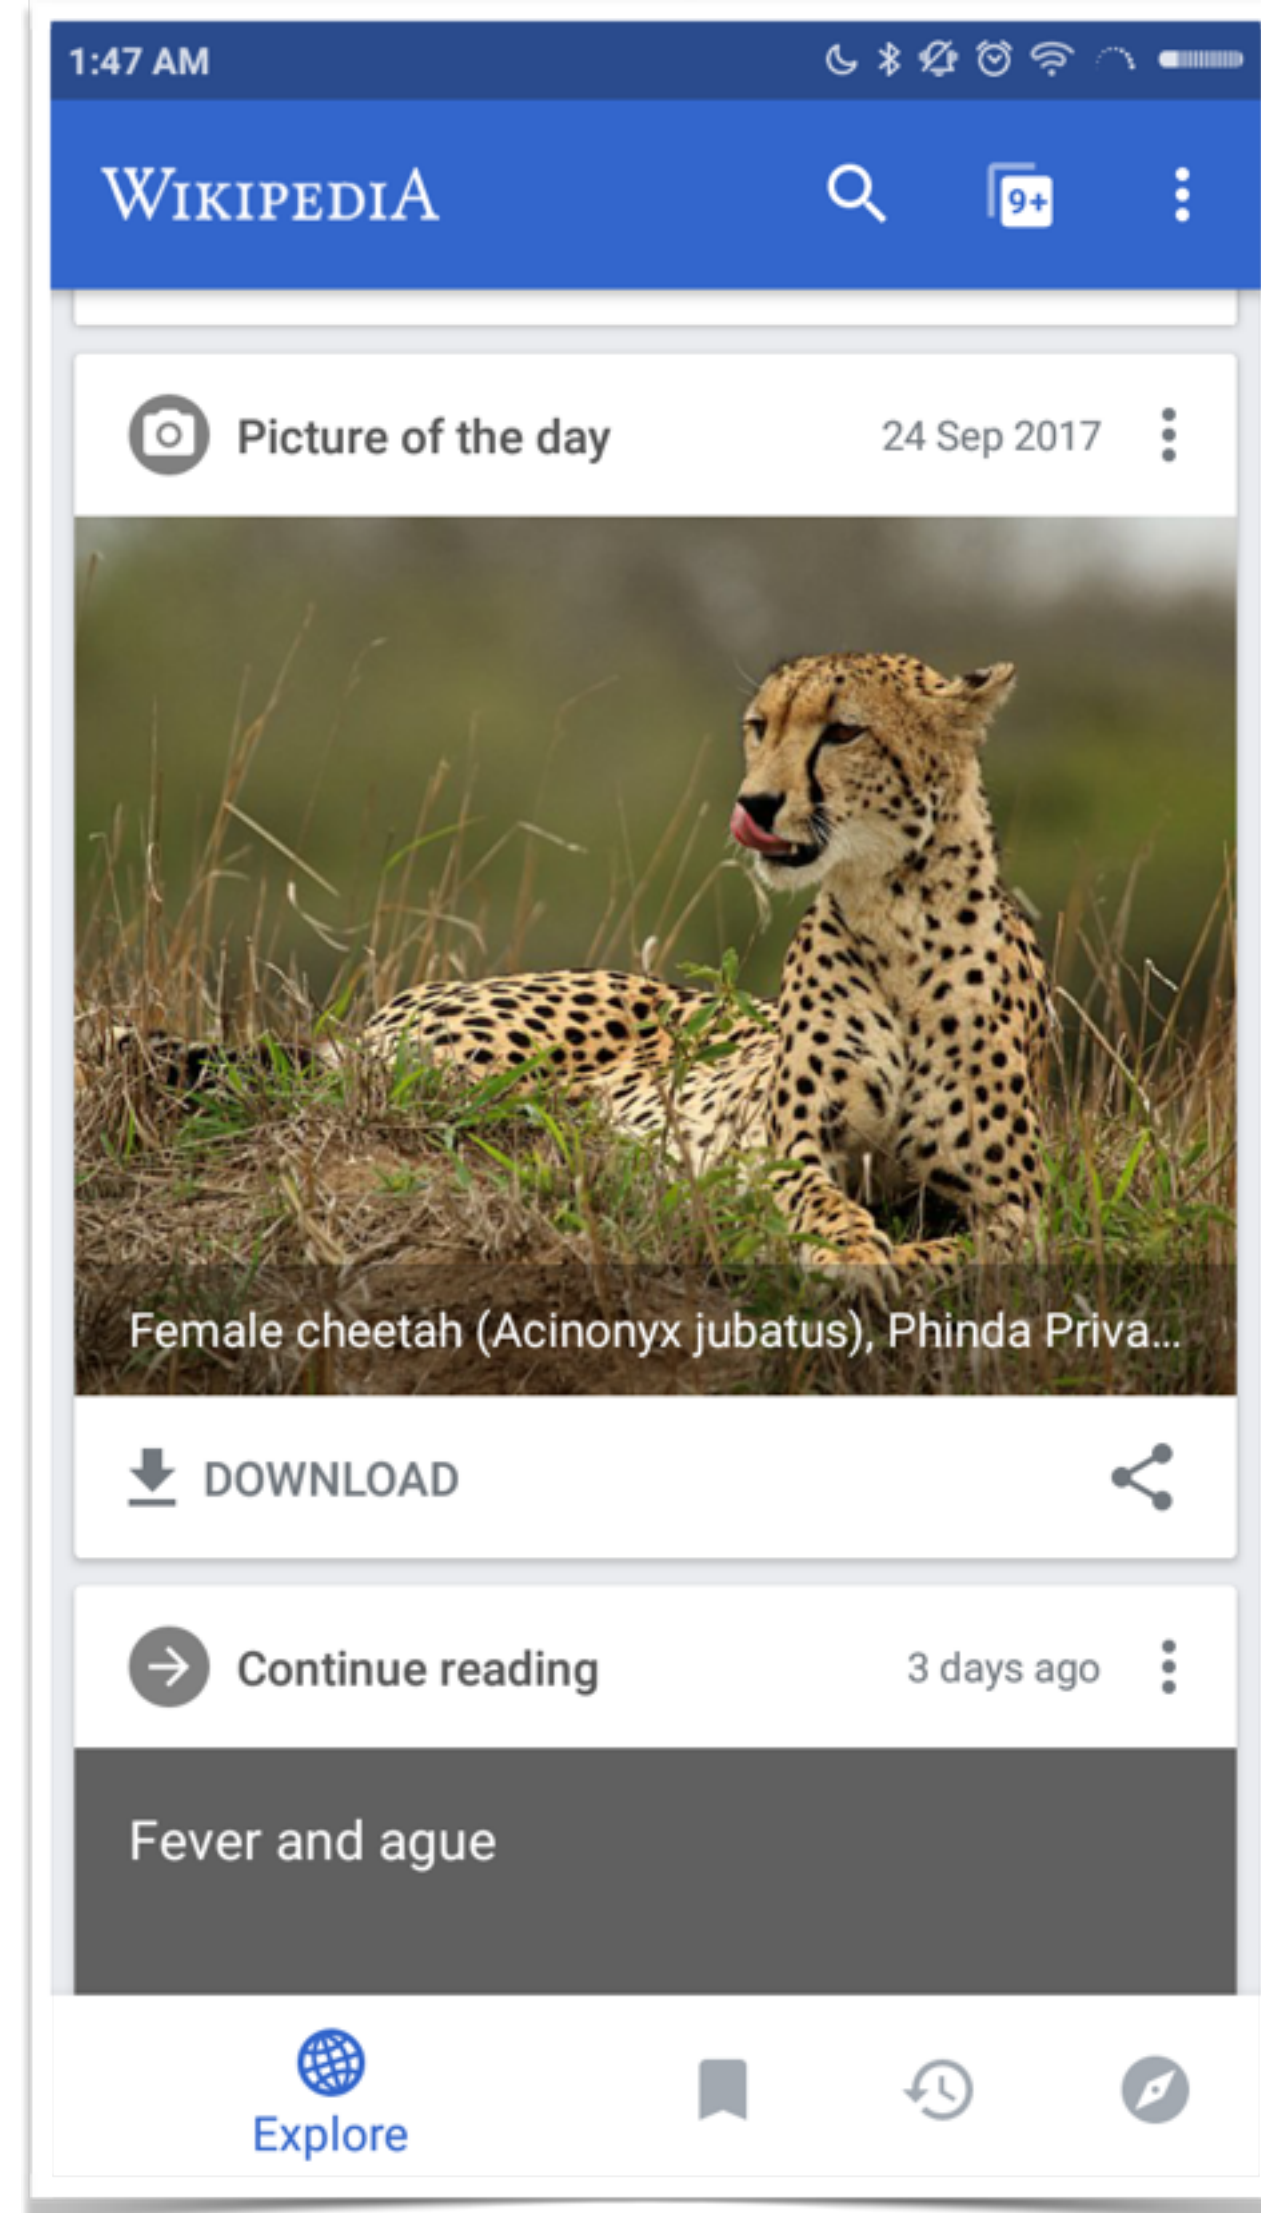 1:47 AM
WIKIPEDIA
9+
Picture of the day
24 Sep 2017
Female cheetah (Acinonyx jubatus), Phinda Priva...
DOWNLOAD
Continue reading
3 days ago
Fever and ague
Explore